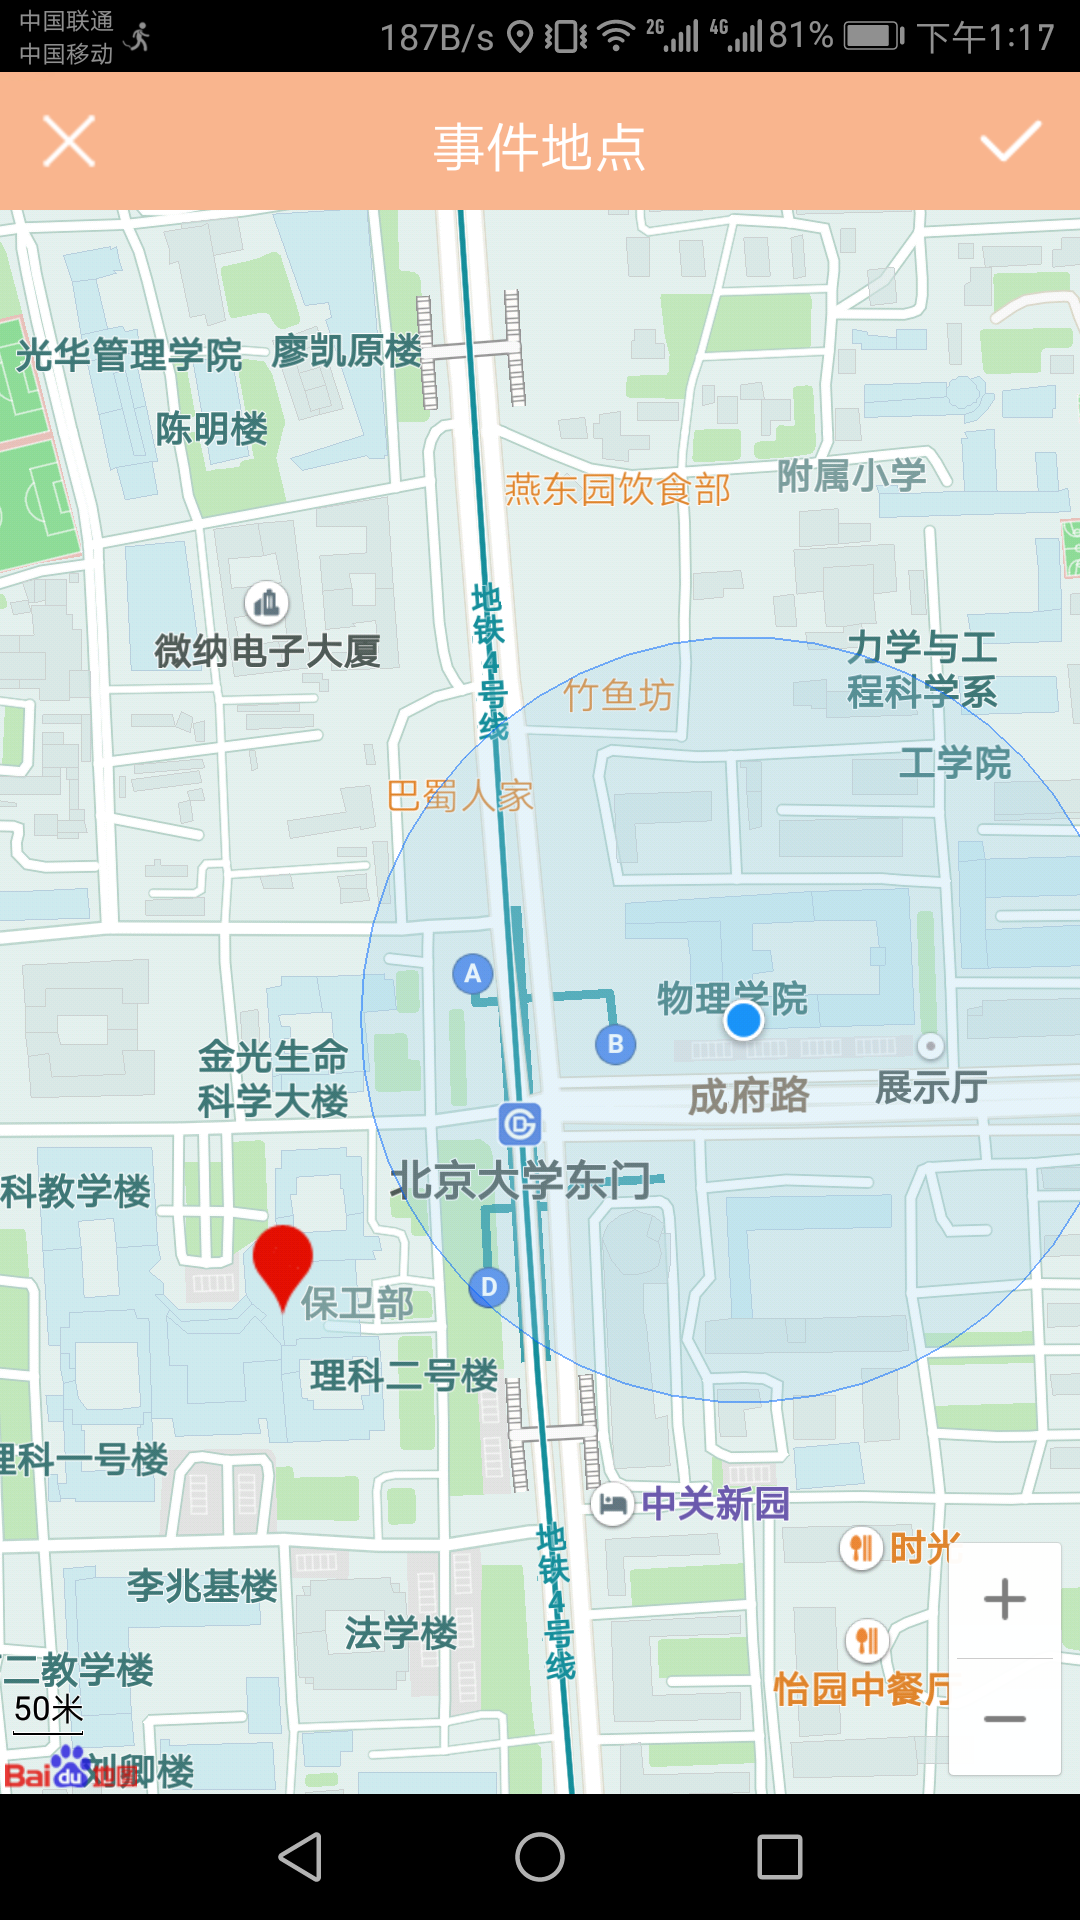 中国联通
中国移动
187B/s
2G
4G
81%
下午1:17
事件地点
光华管理学院
廖凯原楼
陈明楼
燕东园饮食部
附属小学
地铁4号线
微纳电子大厦
力学与工
程科学系
竹鱼坊
工学院
巴蜀人家
A
物理学院
B
金光生命
科学大楼
成府路
展示厅
北京大学东门
科教学楼
D
保卫部
理科二号楼
理科一号楼
中关新园
地铁4号线
时光
李兆基楼
法学楼
二教学楼
怡园中餐厅
50米
Bai du 地图
刘卿楼